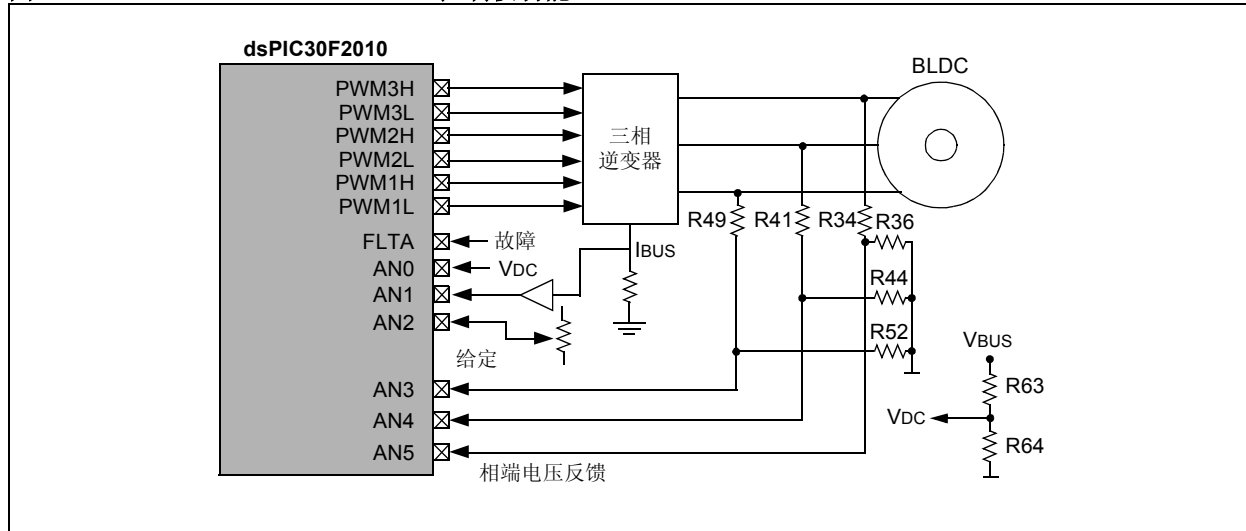 dsPIC30F2010
BLDC
PWM3H
PWM3L
PWM2H
PWM2L
PWM1H
PWM1L
三相
逆变器
R49
R41
R34
R36
FLTA
故障
IBUS
AN0
VDC
AN1
R44
AN2
R52
给定
VBUS
AN3
R63
AN4
VDC
AN5
R64
相端电压反馈